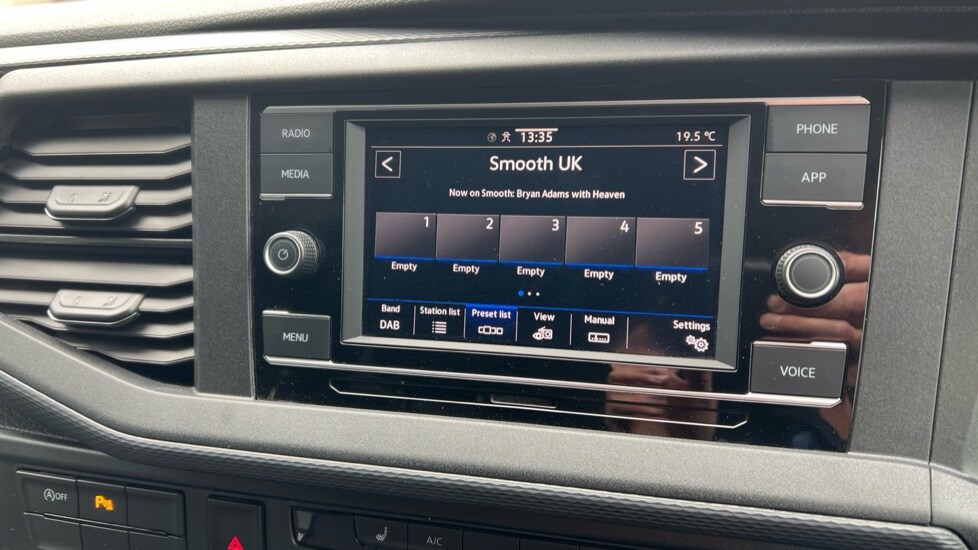 RADIO
MEDIA
MENU
13:35
19.5 °C
< Smooth UK >
Now on Smooth: Bryan Adams with Heaven
1 2 3 4 5
Empty Empty Empty Empty Empty
Band Station list Preset list View Manual Settings
DAB
PHONE
APP
VOICE
A OFF
P
A/C